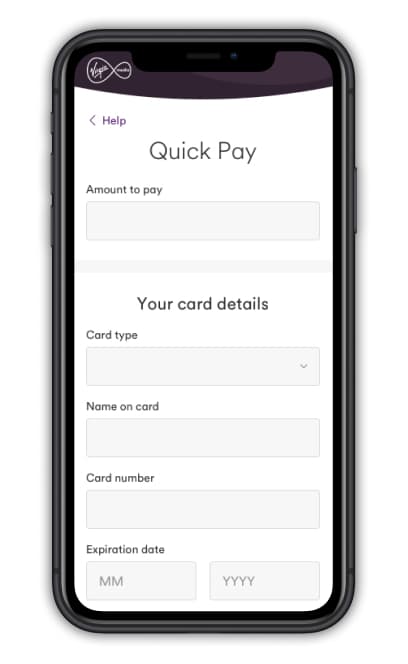 Virgin media
Help
Quick Pay
Amount to pay
Your card details
Card type
Name on card
Card number
Expiration date
MM YYYY